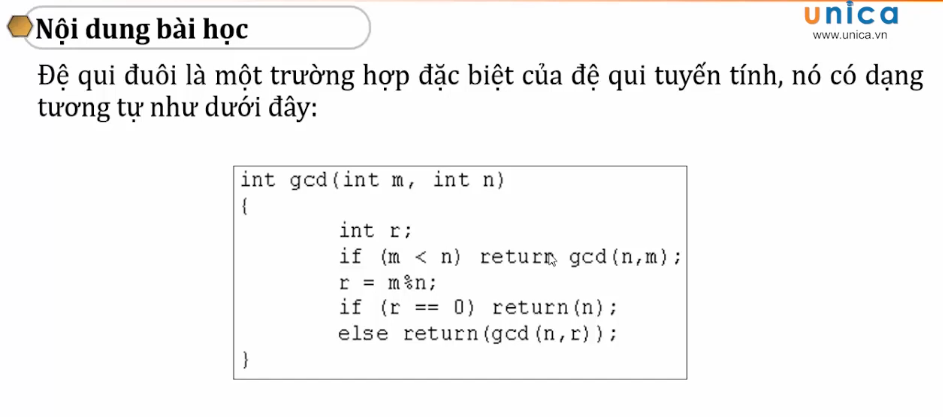 Nội dung bài học
unica
www.unica.vn
Đệ qui đuôi là một trường hợp đặc biệt của đệ qui tuyến tính, nó có dạng
tương tự như dưới đây:
int gcd(int m, int n)
{
int r;
if (m < n) return gcd(n,m);
r = m%n;
if (r == 0) return(n);
else return(gcd(n,r));
}